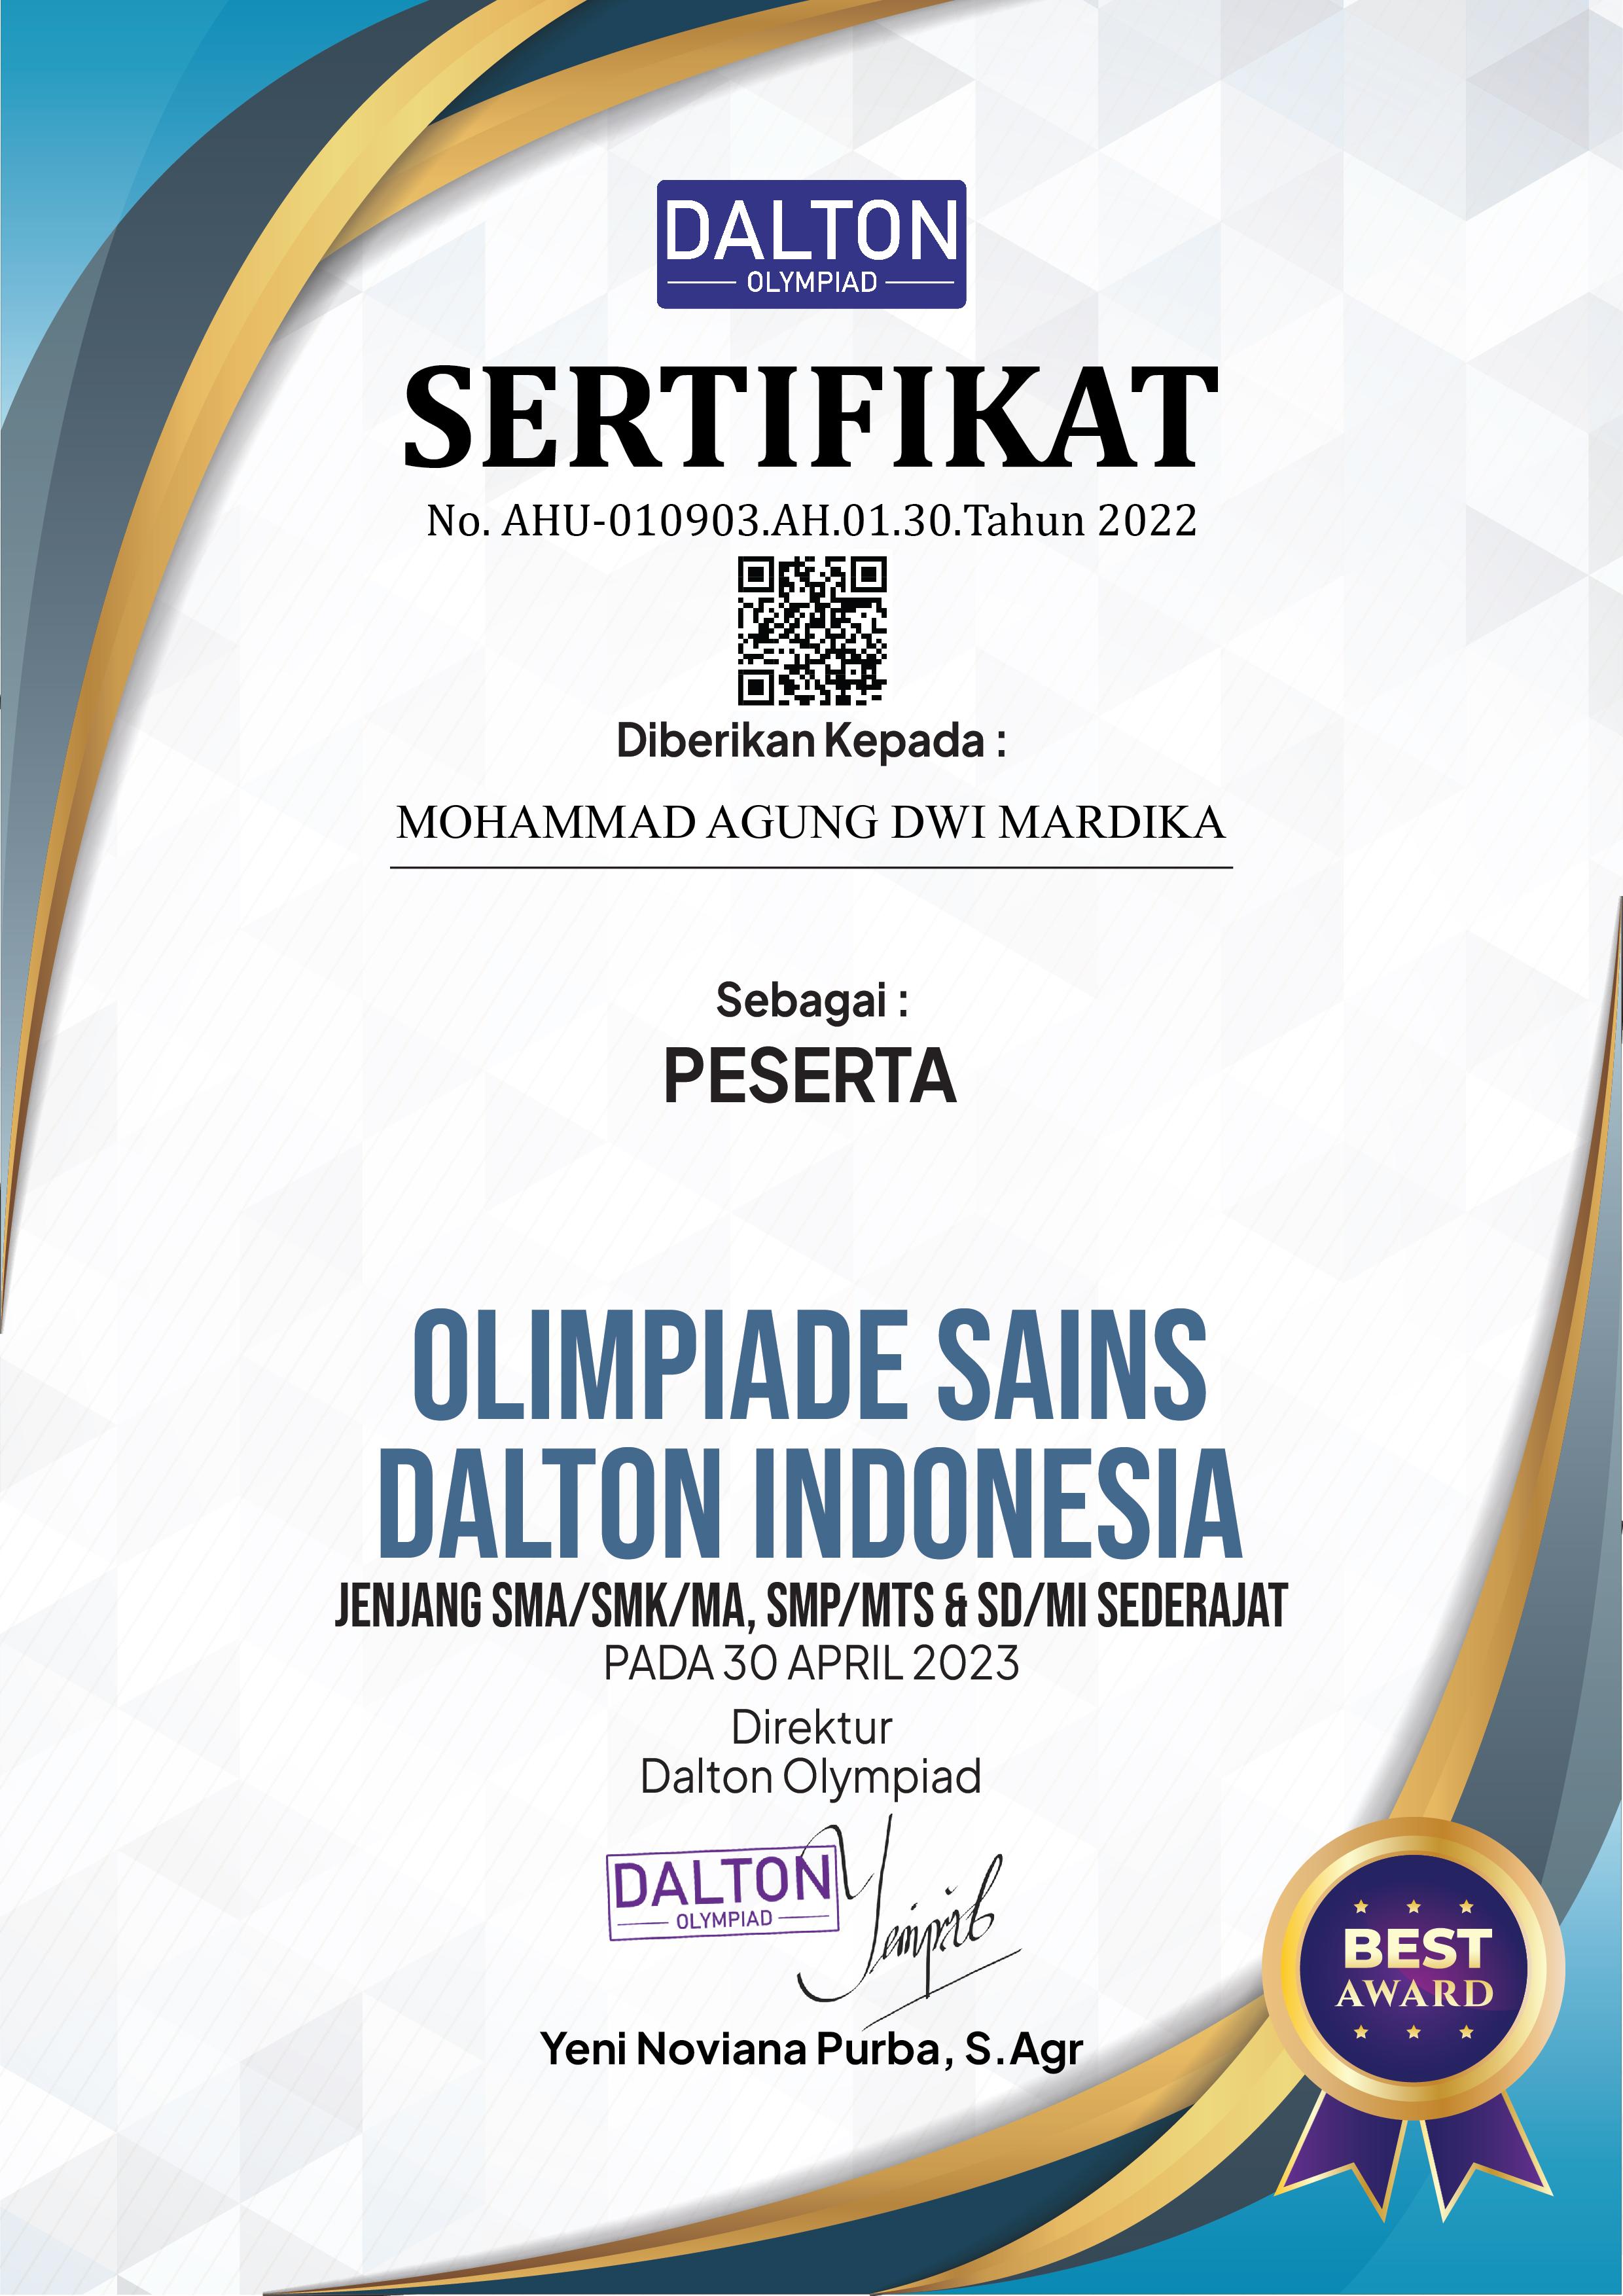 DALTON
OLYMPIAD
SERTIFIKAT
No. AHU-010903.AH.01.30.Tahun 2022
Diberikan Kepada :
MOHAMMAD AGUNG DWI MARDIKA
Sebagai :
PESERTA
OLIMPIADE SAINS
DALTON INDONESIA
JENJANG SMA/SMK/MA, SMP/MTS & SD/MI SEDERAJAT
PADA 30 APRIL 2023
Direktur
Dalton Olympiad
DALTON
OLYMPIAD
BEST
AWARD
Yeni Noviana Purba, S.Agr